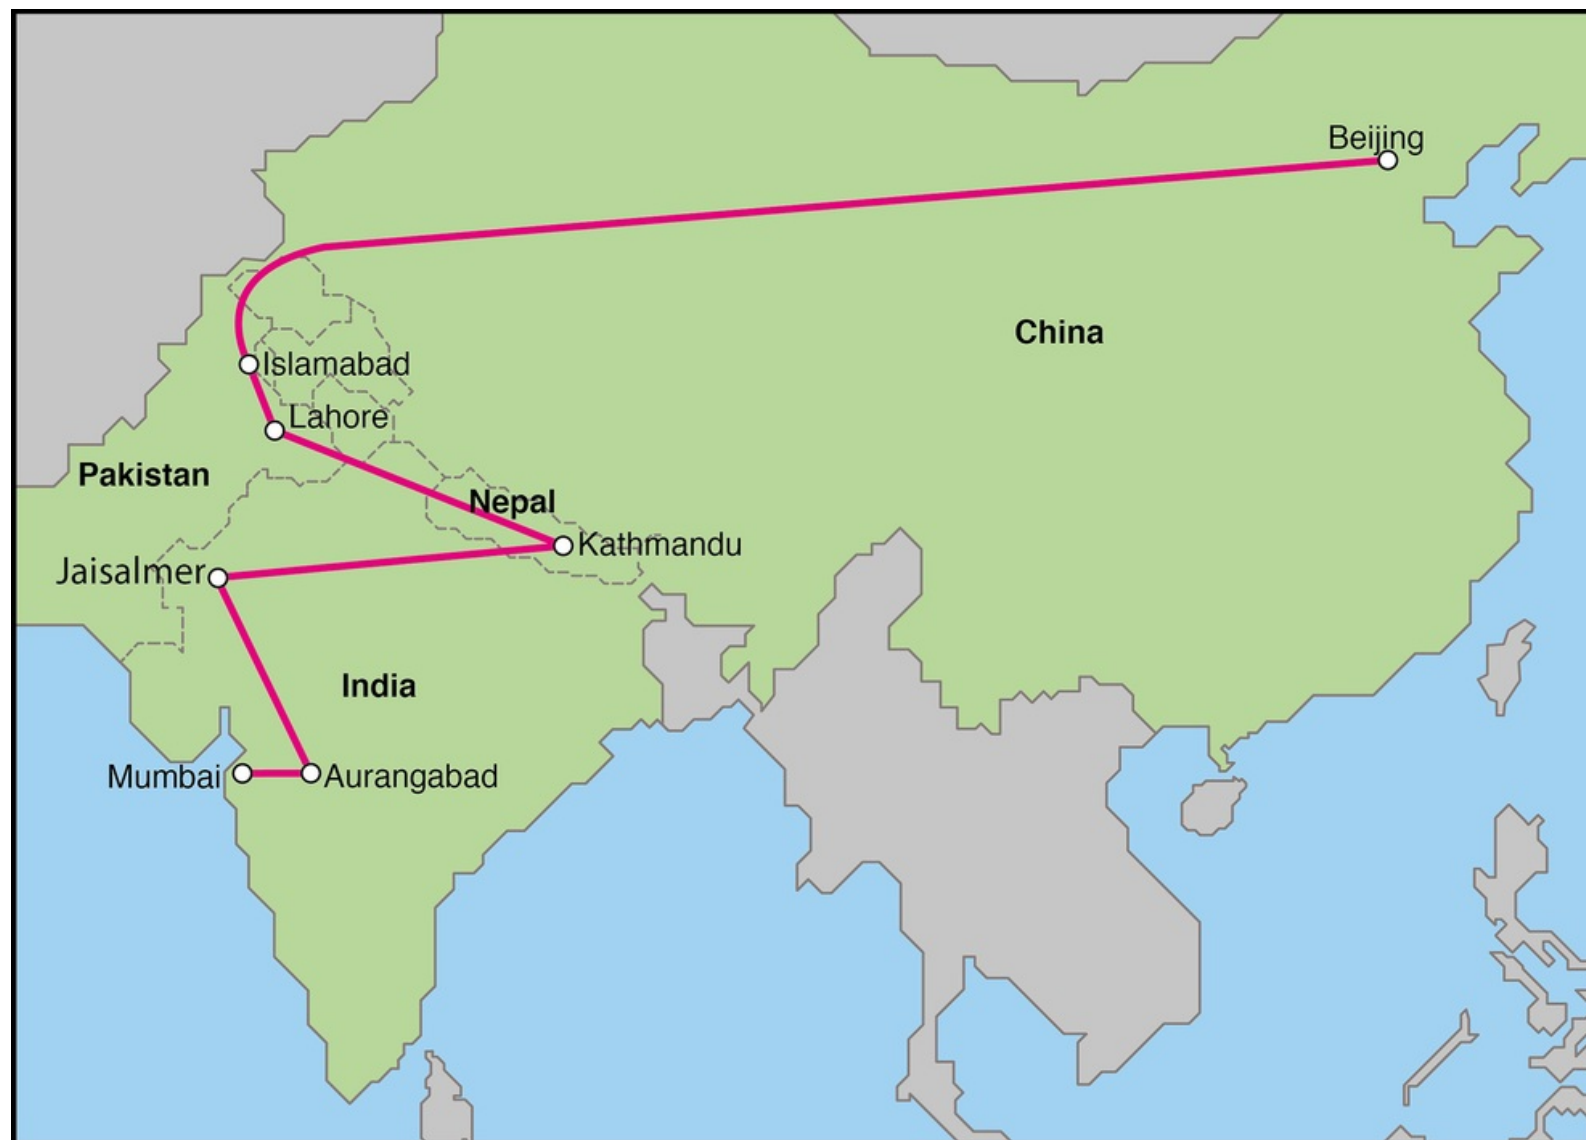 Beijing
China
Islamabad
Lahore
Pakistan
Nepal
Kathmandu
Jaisalmer
India
Mumbai
Aurangabad